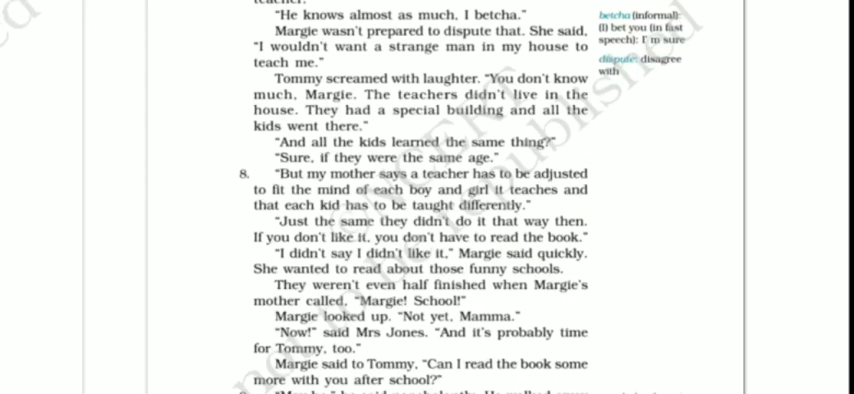 teacher."
"He knows almost as much, I betcha."
Margie wasn't prepared to dispute that. She said,
"I wouldn't want a strange man in my house to
teach me."
Tommy screamed with laughter. "You don't know
much, Margie. The teachers didn't live in the
house. They had a special building and all the
kids went there."
"And all the kids learned the same thing?"
"Sure, if they were the same age."
8. "But my mother says a teacher has to be adjusted
to fit the mind of each boy and girl it teaches and
that each kid has to be taught differently."
"Just the same they didn't do it that way then.
If you don't like it, you don't have to read the book."
"I didn't say I didn't like it," Margie said quickly.
She wanted to read about those funny schools.
They weren't even half finished when Margie's
mother called, "Margie! School!"
Margie looked up. "Not yet, Mamma."
"Now!" said Mrs Jones. "And it's probably time
for Tommy, too."
Margie said to Tommy, "Can I read the book some
more with you after school?"
betcha (informal):
(I) bet you (in fast
speech): I'm sure
dispute: disagree
with
© NCERT
not to be republished